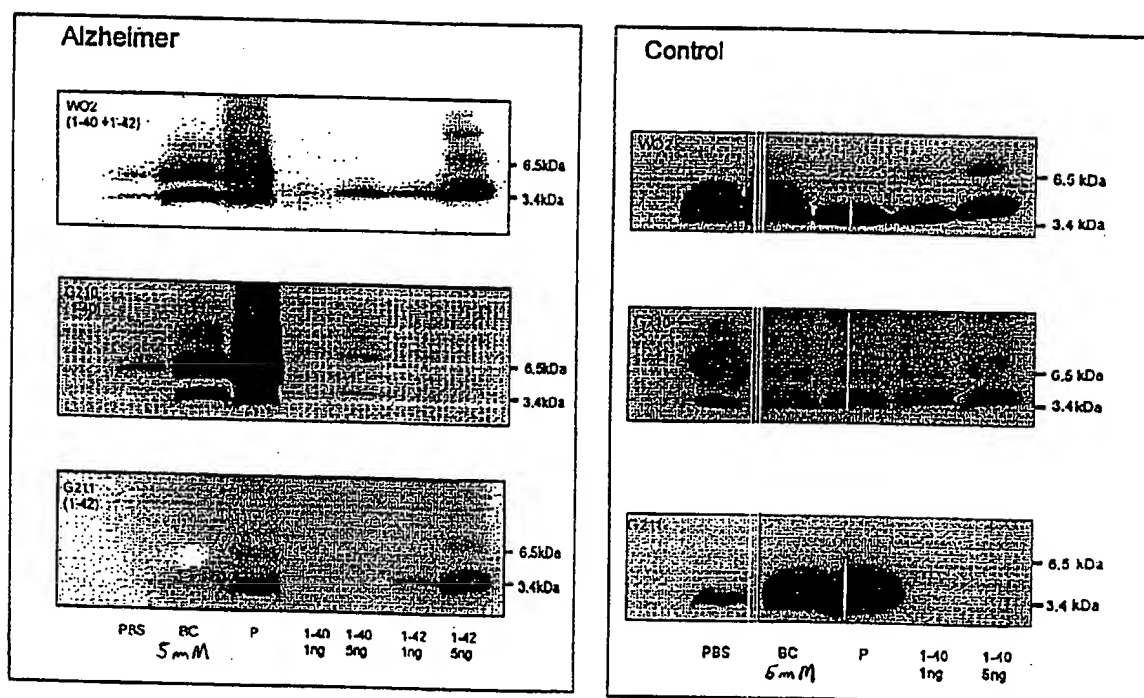 Alzheimer
WO2
(1-40 +1-42)
6.5kDa
3.4kDa
G210
6.5kDa
3.4kDa
G211
(1-42)
6.5kDa
3.4kDa
PBS BC P 1-40 1-40 1-42 1-42
5mM 1ng 5ng 1ng 5ng
Control
WO2
6.5 kDa
3.4 kDa
G210
6.5 kDa
3.4 kDa
G211
6.5 kDa
3.4 kDa
PBS BC P 1-40 1-40
5mM 1ng 5ng